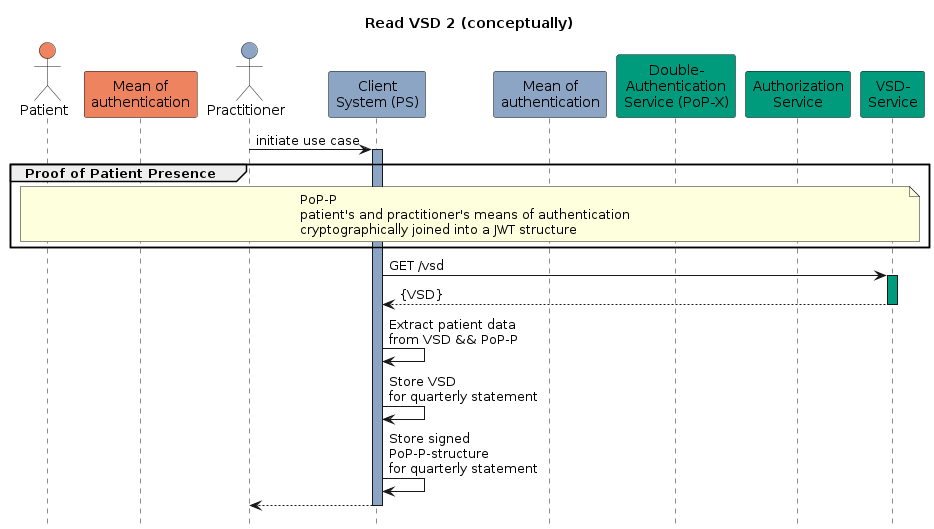 Read VSD 2 (conceptually)
Patient
Mean of
authentication
Practitioner
Client
System (PS)
Mean of
authentication
Double-
Authentication
Service (PoP-X)
Authorization
Service
VSD-
Service
initiate use case
Proof of Patient Presence
PoP-P
patient's and practitioner's means of authentication
cryptographically joined into a JWT structure
GET /vsd
{VSD}
Extract patient data
from VSD && PoP-P
Store VSD
for quarterly statement
Store signed
PoP-P-structure
for quarterly statement